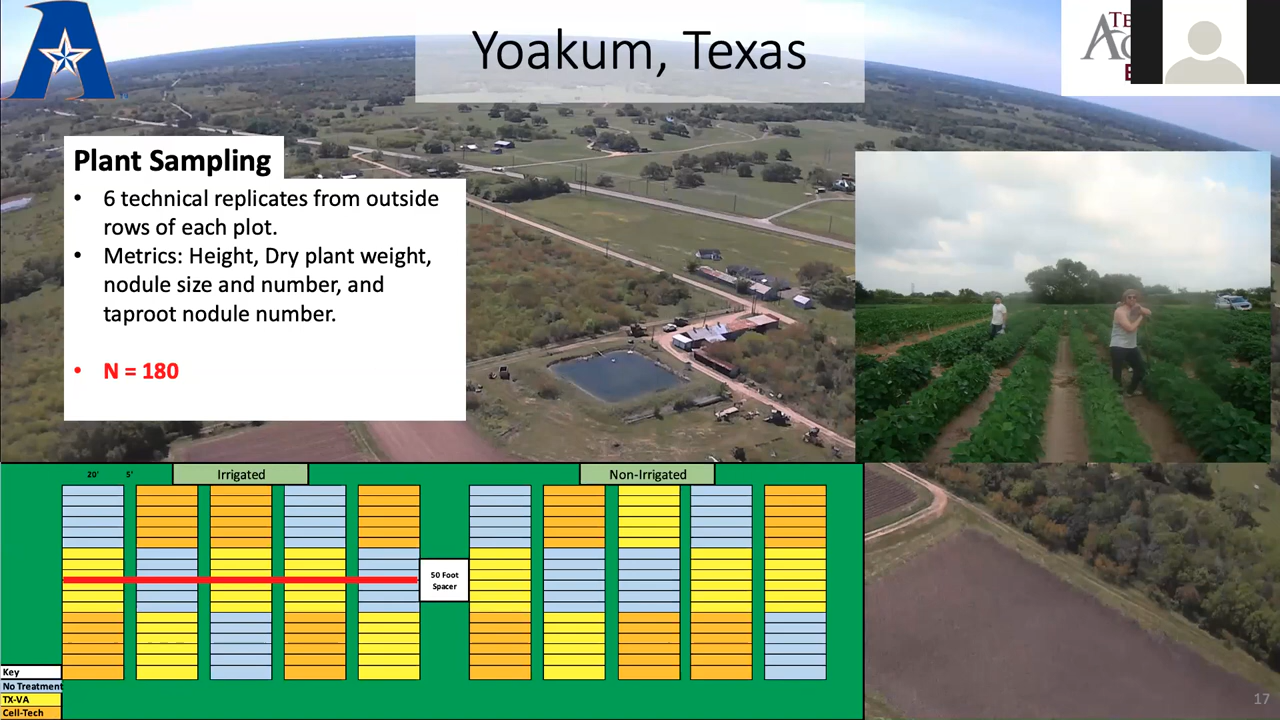 Yoakum, Texas
Plant Sampling
• 6 technical replicates from outside
rows of each plot.
• Metrics: Height, Dry plant weight,
nodule size and number, and
taproot nodule number.
• N = 180
20' 5' Irrigated Non-Irrigated
50 Foot
Spacer
Key
No Treatment
TX-VA
Cell-Tech
17